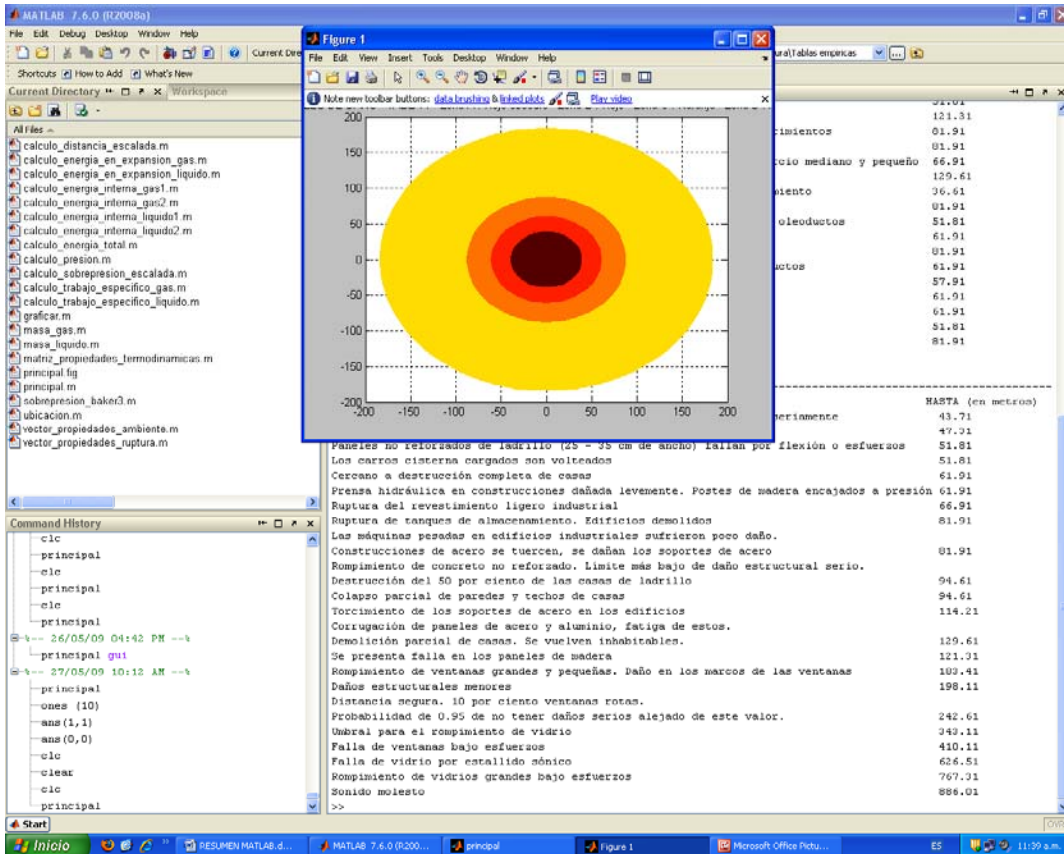 MATLAB 7.6.0 (R2008a)
File Edit Debug Desktop Window Help
Current Dire
ura\Tablas empiricas
Shortcuts How to Add What's New
Current Directory Workspace
All Files
calculo_distancia_escalada.m
calculo_energia_en_expansion_gas.m
calculo_energia_en_expansion_liquido.m
calculo_energia_interna_gas1.m
calculo_energia_interna_gas2.m
calculo_energia_interna_liquido1.m
calculo_energia_interna_liquido2.m
calculo_energia_total.m
calculo_presion.m
calculo_sobrepresion_escalada.m
calculo_trabajo_especifico_gas.m
calculo_trabajo_especifico_liquido.m
graficar.m
masa_gas.m
masa_liquido.m
matriz_propiedades_termodinamicas.m
principal.fig
principal.m
sobrepresion_baker3.m
ubicacion.m
vector_propiedades_ambiente.m
vector_propiedades_ruptura.m
Command History
clc
principal
clc
principal
clc
principal
%-- 26/05/09 04:42 PM --%
principal gui
%-- 27/05/09 10:12 AM --%
principal
ones (10)
ans(1,1)
ans(0,0)
clc
clear
clc
principal
Figure 1
File Edit View Insert Tools Desktop Window Help
Note new toolbar buttons: data brushing & linked plots Play video
200
150
100
50
0
-50
-100
-150
-200
-200 -150 -100 -50 0 50 100 150 200
121.31
cimientos 81.91
81.91
rcio mediano y pequeño 66.91
129.61
iento 36.61
81.91
oleoductos 51.81
61.91
81.91
uctos 61.91
57.91
61.91
61.91
51.81
81.91
HASTA (en metros)
seriamente 43.71
47.31
Paneles no reforzados de ladrillo (25 - 35 cm de ancho) fallan por flexión o esfuerzos 51.81
Los carros cisterna cargados son volteados 51.81
Cercano a destrucción completa de casas 61.91
Prensa hidráulica en construcciones dañada levemente. Postes de madera encajados a presión 61.91
Ruptura del revestimiento ligero industrial 66.91
Ruptura de tanques de almacenamiento. Edificios demolidos 81.91
Las máquinas pesadas en edificios industriales sufrieron poco daño.
Construcciones de acero se tuercen, se dañan los soportes de acero 81.91
Rompimiento de concreto no reforzado. Limite más bajo de daño estructural serio.
Destrucción del 50 por ciento de las casas de ladrillo 94.61
Colapso parcial de paredes y techos de casas 94.61
Torcimiento de los soportes de acero en los edificios 114.21
Corrugación de paneles de acero y aluminio, fatiga de estos.
Demolición parcial de casas. Se vuelven inhabitables. 129.61
Se presenta falla en los paneles de madera 121.31
Rompimiento de ventanas grandes y pequeñas. Daño en los marcos de las ventanas 183.41
Daños estructurales menores 198.11
Distancia segura. 10 por ciento ventanas rotas.
Probabilidad de 0.95 de no tener daños serios alejado de este valor. 242.61
Umbral para el rompimiento de vidrio 343.11
Falla de ventanas bajo esfuerzos 410.11
Falla de vidrio por estallido sónico 626.51
Rompimiento de vidrios grandes bajo esfuerzos 767.31
Sonido molesto 886.01
>>
Start
OVR
Inicio
RESUMEN MATLAB.d...
MATLAB 7.6.0 (R200...
principal
Figure 1
Microsoft Office Pictu...
ES
11:39 a.m.